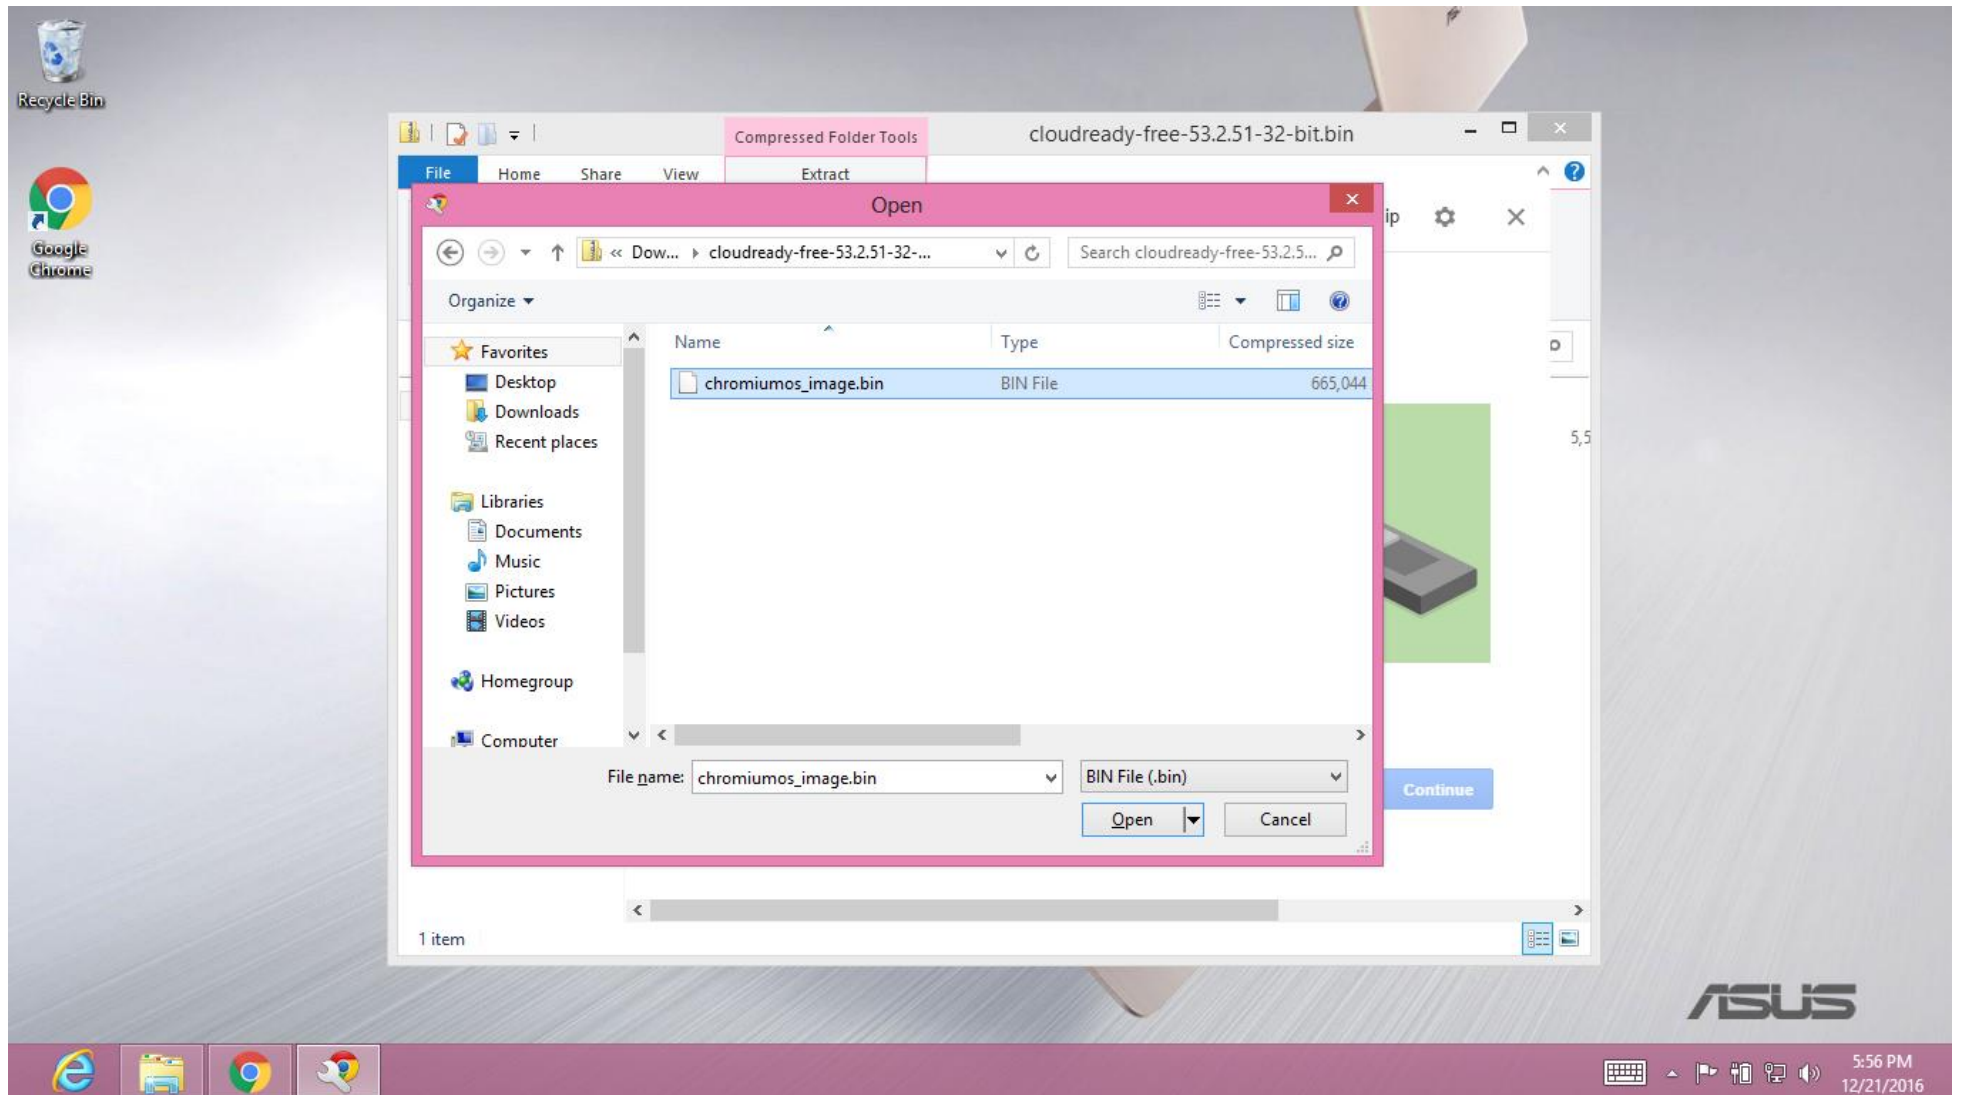 Recycle Bin
Google
Chrome
Compressed Folder Tools
cloudready-free-53.2.51-32-bit.bin
File
Home
Share
View
Extract
Open
ip
« Dow... cloudready-free-53.2.51-32-...
Search cloudready-free-53.2.5...
Organize
Name
Type
Compressed size
Favorites
Desktop
Downloads
Recent places
chromiumos_image.bin
BIN File
665,044
5,5
Libraries
Documents
Music
Pictures
Videos
Homegroup
Computer
File name:
chromiumos_image.bin
BIN File (.bin)
Continue
Open
Cancel
1 item
ASUS
5:56 PM
12/21/2016